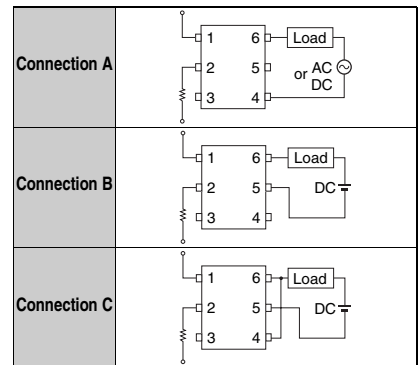 Connection A
1 6 Load
2 5 or AC
DC
3 4
Connection B
1 6 Load
2 5 DC
3 4
Connection C
1 6 Load
2 5 DC
3 4